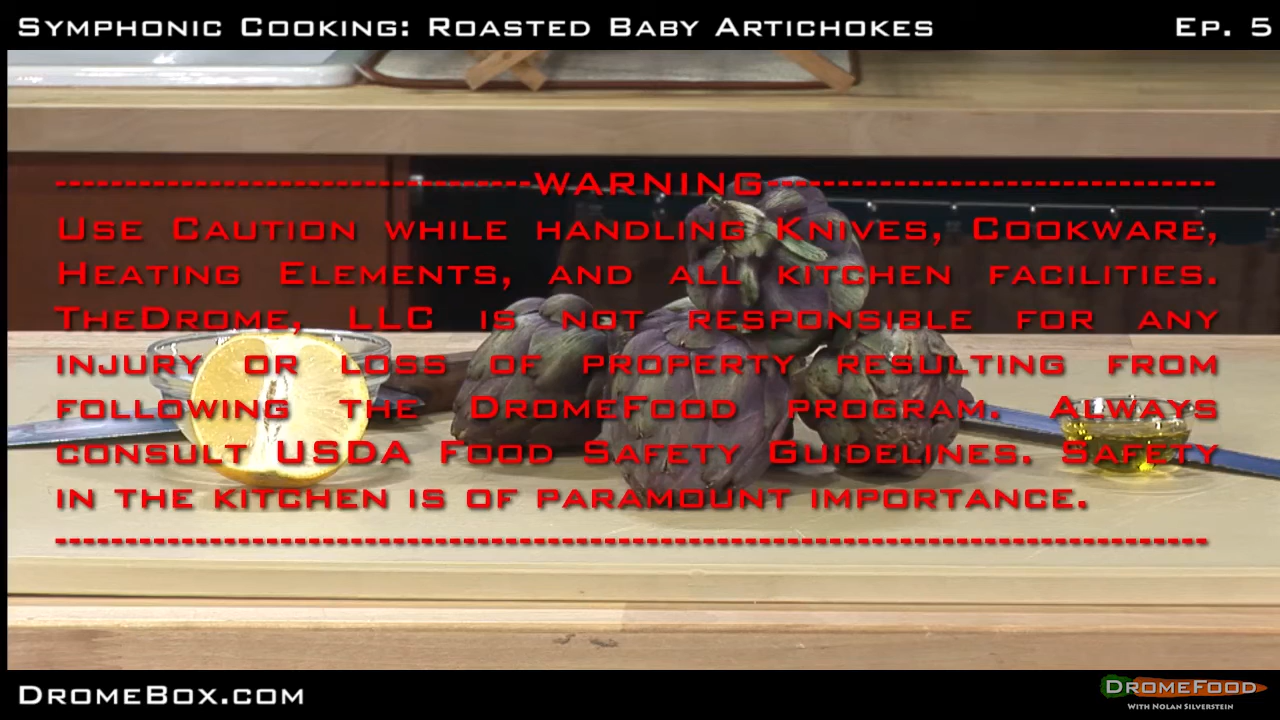 Symphonic Cooking: Roasted Baby Artichokes Ep. 5
---------------------------------WARNING-------------------------------
Use Caution while handling Knives, Cookware,
Heating Elements, and all kitchen facilities.
TheDrome, LLC is not responsible for any
injury or loss of property resulting from
following the DromeFood program. Always
consult USDA Food Safety Guidelines. Safety
in the kitchen is of paramount importance.
--------------------------------------------------------------------------------
DromeBox.com
DromeFood
With Nolan Silverstein